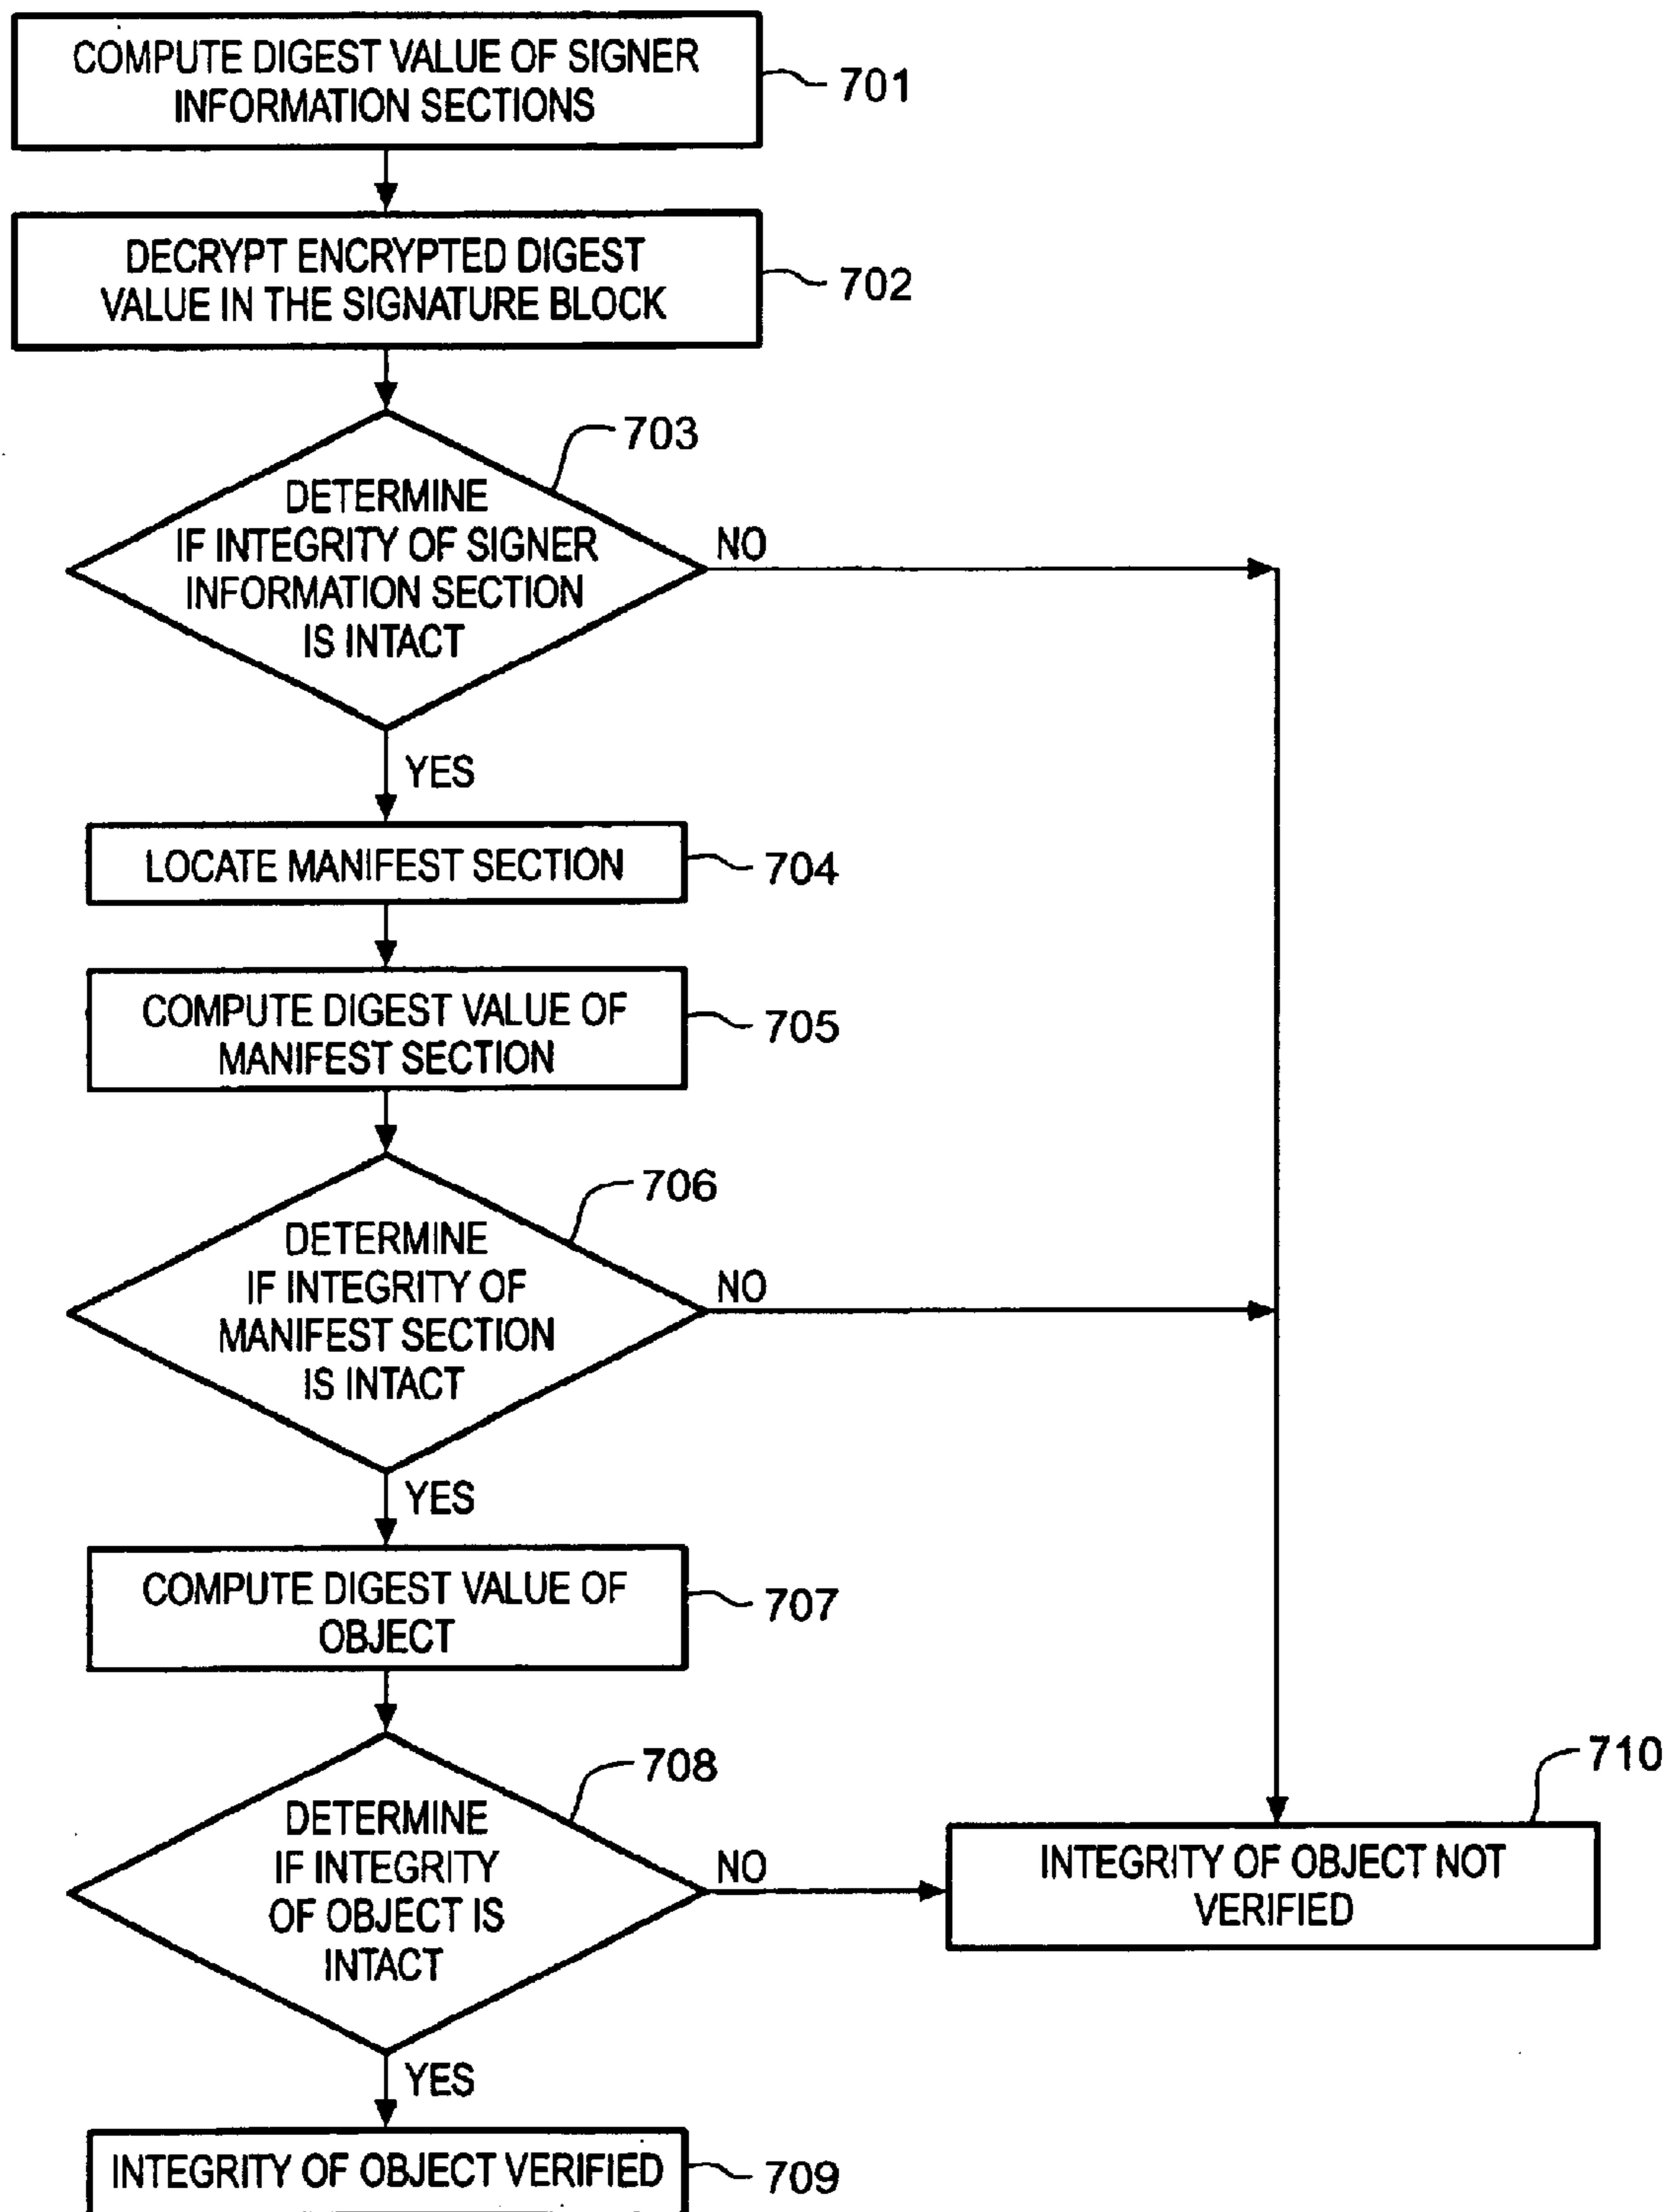 COMPUTE DIGEST VALUE OF SIGNER
INFORMATION SECTIONS
701
DECRYPT ENCRYPTED DIGEST
VALUE IN THE SIGNATURE BLOCK
702
703
DETERMINE
IF INTEGRITY OF SIGNER
INFORMATION SECTION
IS INTACT
NO
YES
LOCATE MANIFEST SECTION
704
COMPUTE DIGEST VALUE OF
MANIFEST SECTION
705
706
DETERMINE
IF INTEGRITY OF
MANIFEST SECTION
IS INTACT
NO
YES
COMPUTE DIGEST VALUE OF
OBJECT
707
708
DETERMINE
IF INTEGRITY
OF OBJECT IS
INTACT
NO
710
INTEGRITY OF OBJECT NOT
VERIFIED
YES
INTEGRITY OF OBJECT VERIFIED
709